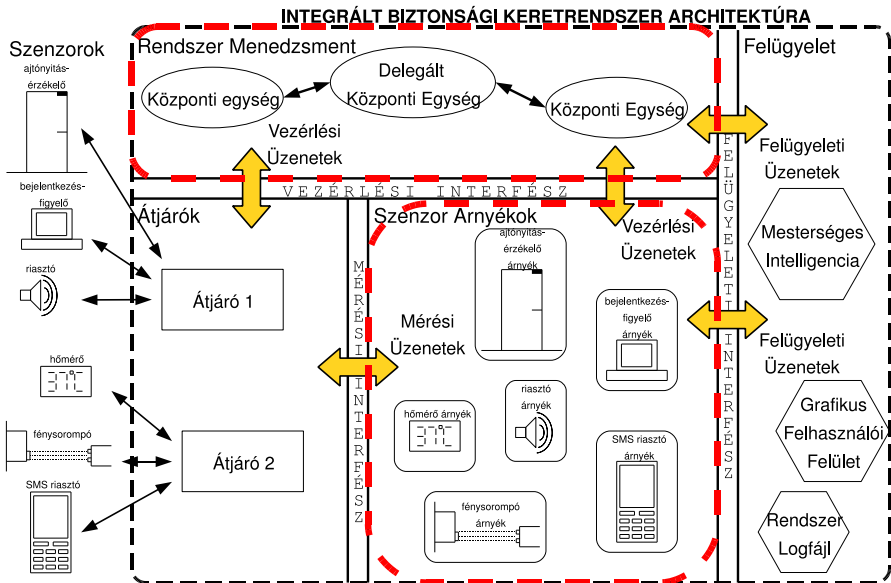 INTEGRÁLT BIZTONSÁGI KERETRENDSZER ARCHITEKTÚRA
Szenzorok
ajtónyitás-
érzékelő
bejelentkezés-
figyelő
riasztó
hőmérő
37°C
fénysorompó
SMS riasztó
Rendszer Menedzsment
Központi egység
Delegált
Központi Egység
Központi Egység
Vezérlési
Üzenetek
VEZÉRLÉSI INTERFÉSZ
Átjárók
Átjáró 1
Átjáró 2
MÉRÉSI INTERFÉSZ
Szenzor Árnyékok
Vezérlési
Üzenetek
ajtónyitás-
érzékelő
árnyék
bejelentkezés-
figyelő
árnyék
Mérési
Üzenetek
riasztó
árnyék
hőmérő árnyék
37°C
SMS riasztó
árnyék
fénysorompó
árnyék
FELÜGYELETI INTERFÉSZ
Felügyelet
Felügyeleti
Üzenetek
Mesterséges
Intelligencia
Felügyeleti
Üzenetek
Grafikus
Felhasználói
Felület
Rendszer
Logfájl